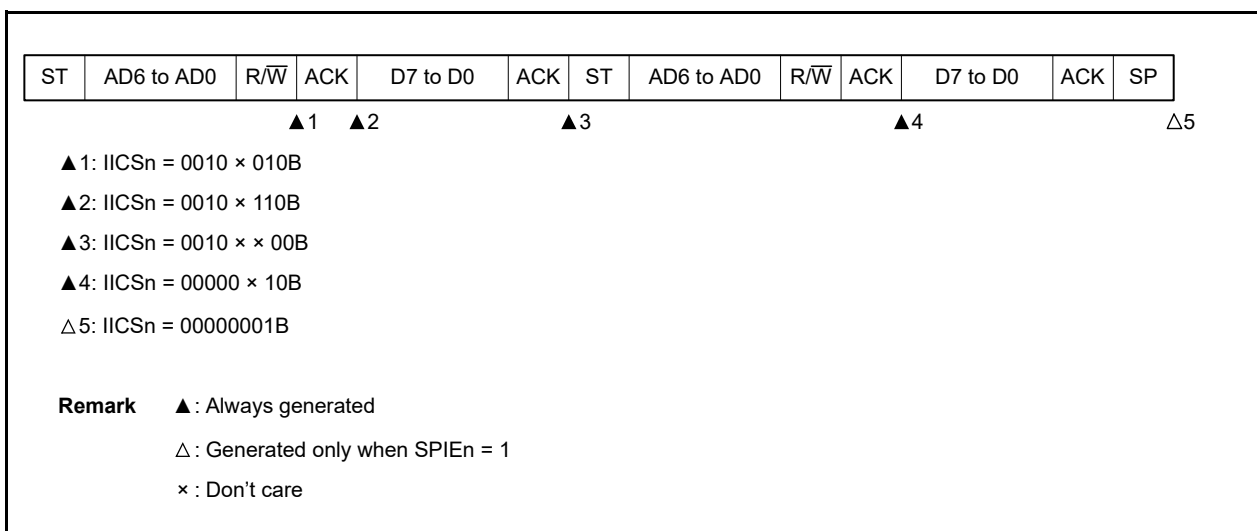 ST AD6 to AD0 R/W̅ ACK D7 to D0 ACK ST AD6 to AD0 R/W̅ ACK D7 to D0 ACK SP
▲1 ▲2 ▲3 ▲4 △5
▲1: IICSn = 0010 × 010B
▲2: IICSn = 0010 × 110B
▲3: IICSn = 0010 × × 00B
▲4: IICSn = 00000 × 10B
△5: IICSn = 00000001B
Remark ▲: Always generated
△: Generated only when SPIEn = 1
× : Don't care